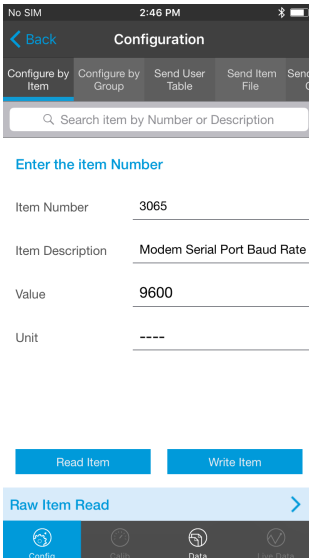 No SIM 2:46 PM
Back Configuration
Configure by Item
Configure by Group
Send User Table
Send Item File
Search item by Number or Description
Enter the item Number
Item Number 3065
Item Description Modem Serial Port Baud Rate
Value 9600
Unit ----
Read Item Write Item
Raw Item Read
Config Calib Data Live Data